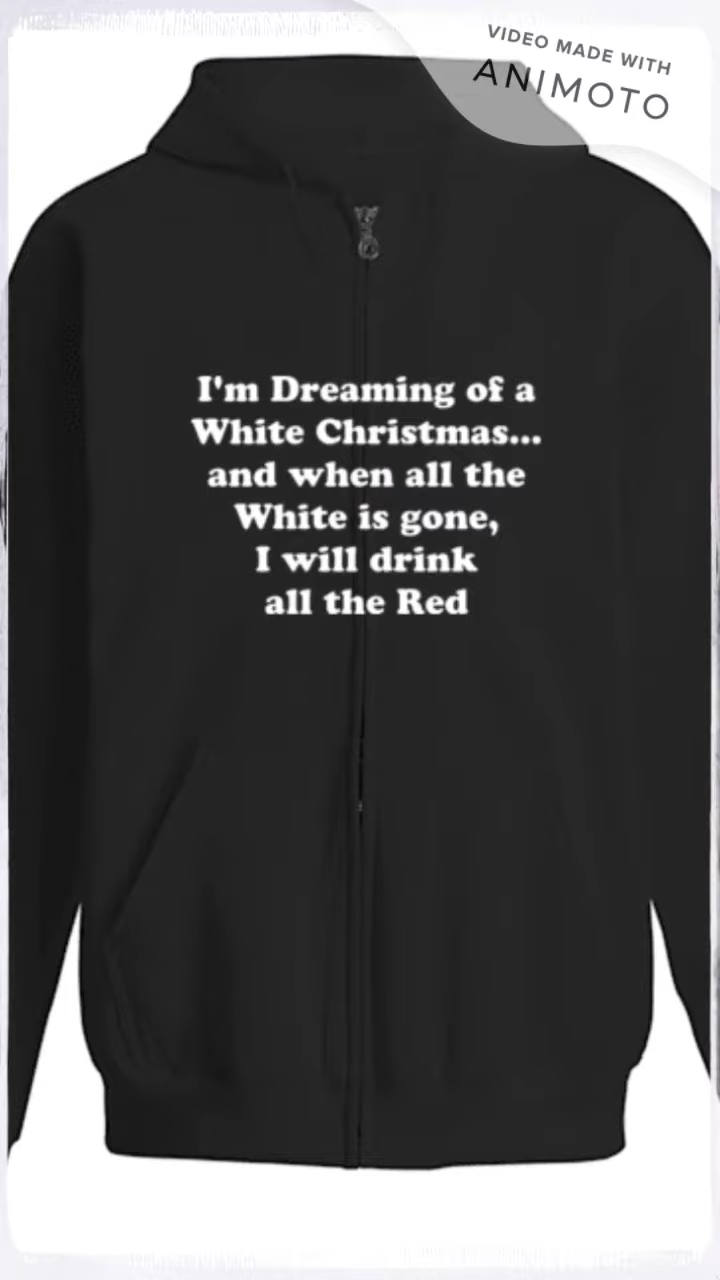 VIDEO MADE WITH
ANIMOTO
I'm Dreaming of a
White Christmas...
and when all the
White is gone,
I will drink
all the Red